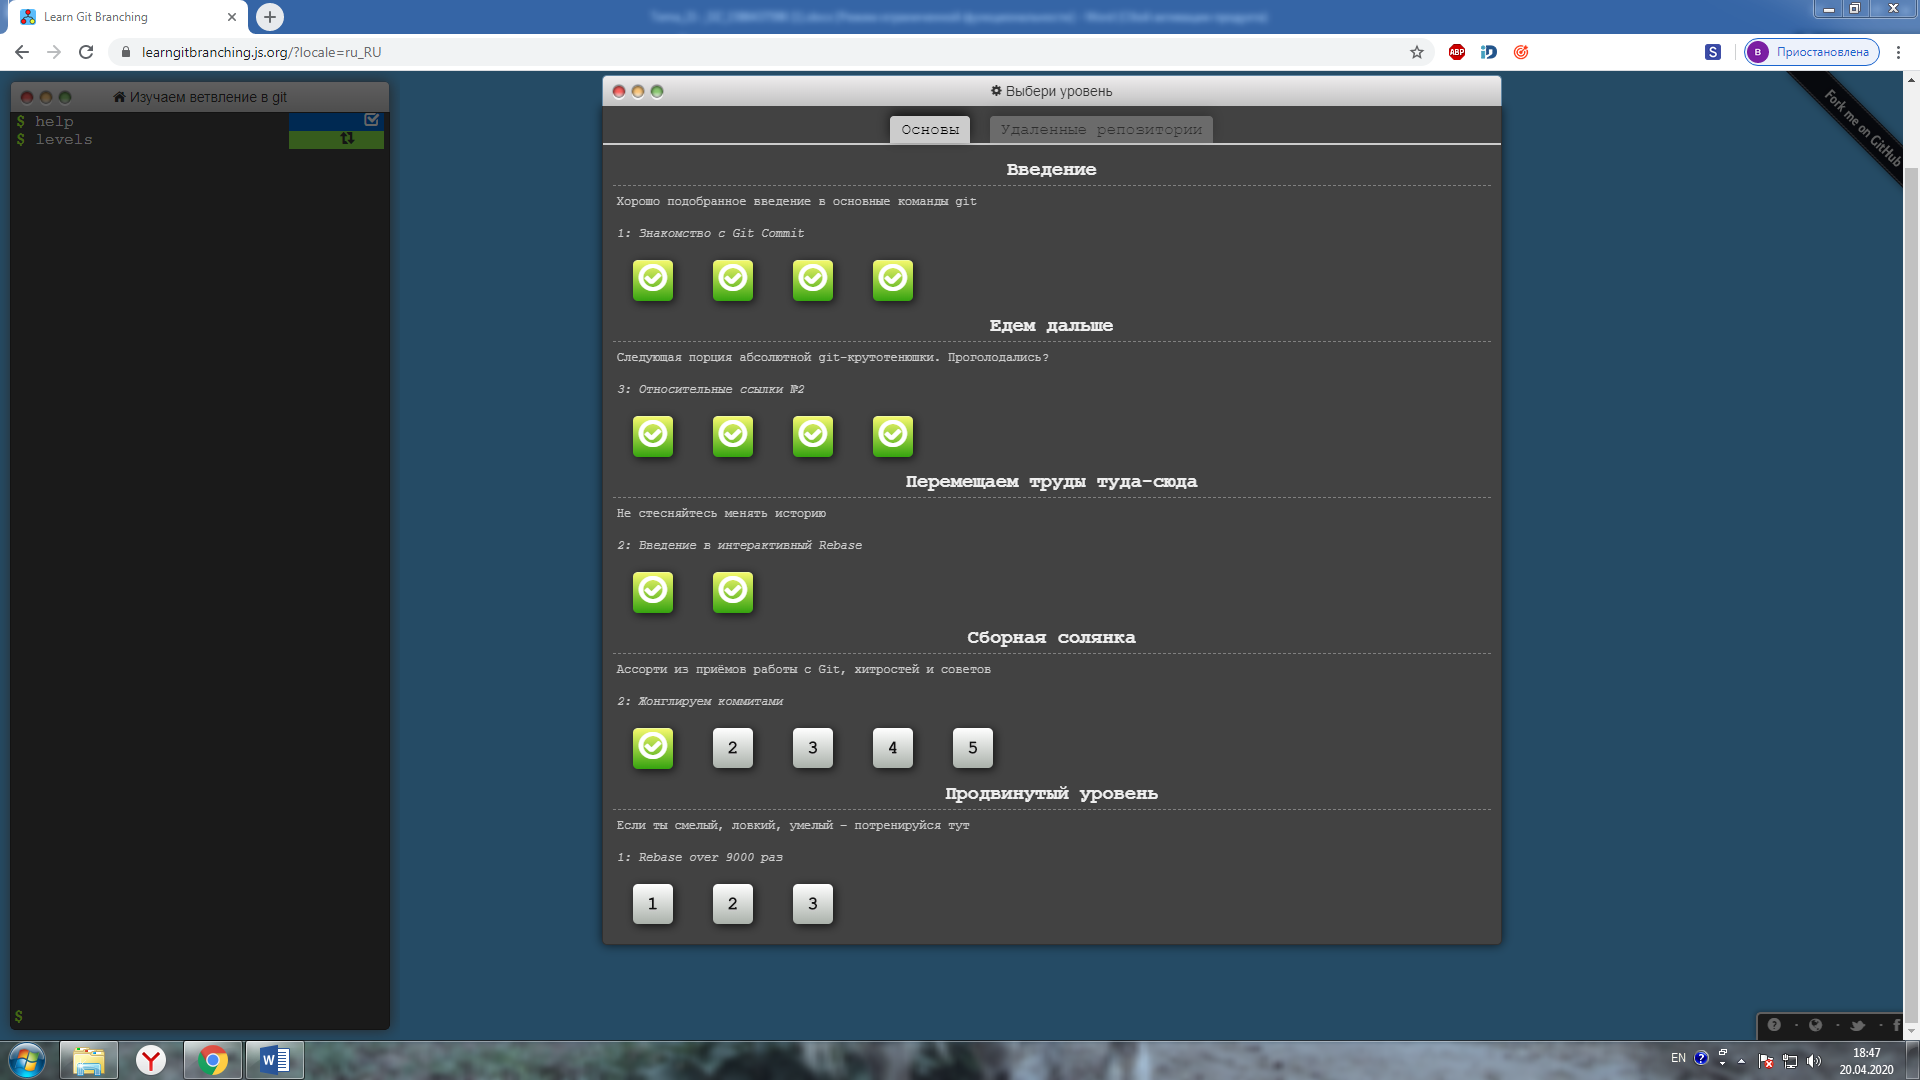 Learn Git Branching
learngitbranching.js.org/?locale=ru_RU
ABP
S
B
Приостановлена
Изучаем ветвление в git
$ help
$ levels
$
Выбери уровень
Основы
Удаленные репозитории
Введение
Хорошо подобранное введение в основные команды git
1: Знакомство с Git Commit
Едем дальше
Следующая порция абсолютной git-крутотенюшки. Проголодались?
3: Относительные ссылки №2
Перемещаем труды туда-сюда
Не стесняйтесь менять историю
2: Введение в интерактивный Rebase
Сборная солянка
Ассорти из приёмов работы с Git, хитростей и советов
2: Жонглируем коммитами
2 3 4 5
Продвинутый уровень
Если ты смелый, ловкий, умелый - потренируйся тут
1: Rebase over 9000 раз
1 2 3
Fork me on GitHub
EN
18:47
20.04.2020